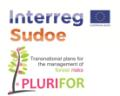 Interreg
Sudoe
Transnational plans for
the management of
forest risks
PLURIFOR